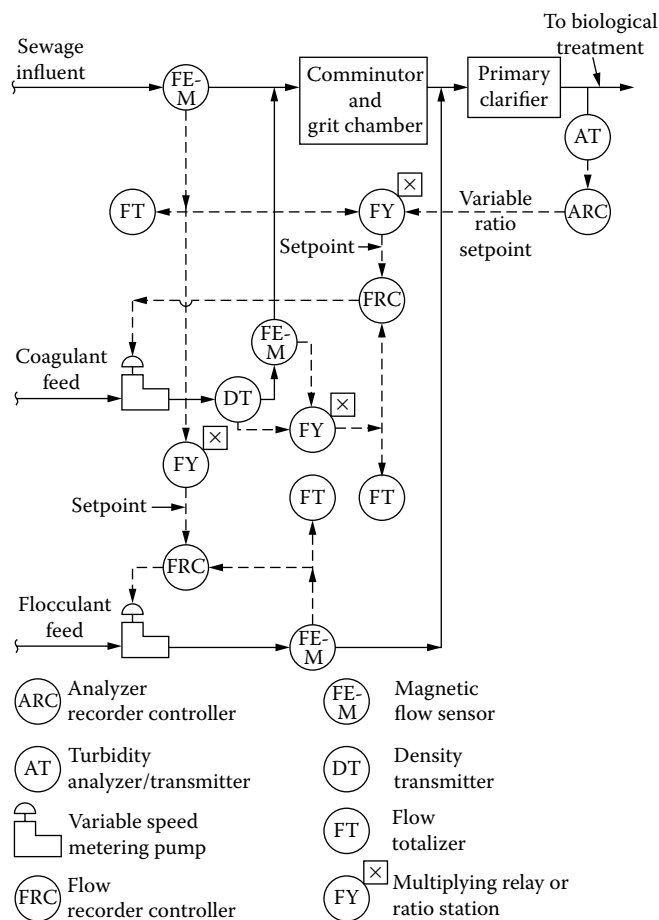 To biological
treatment
Sewage
influent
FE-
M
Comminutor
and
grit chamber
Primary
clarifier
AT
×
FT
FY
Variable
ratio
setpoint
ARC
Setpoint
FRC
FE-
M
Coagulant
feed
DT
×
FY
×
FY
FT
FT
Setpoint
FRC
Flocculant
feed
FE-
M
ARC
Analyzer
recorder controller
FE-
M
Magnetic
flow sensor
AT
Turbidity
analyzer/transmitter
DT
Density
transmitter
Variable speed
metering pump
FT
Flow
totalizer
FRC
Flow
recorder controller
×
FY
Multiplying relay or
ratio station